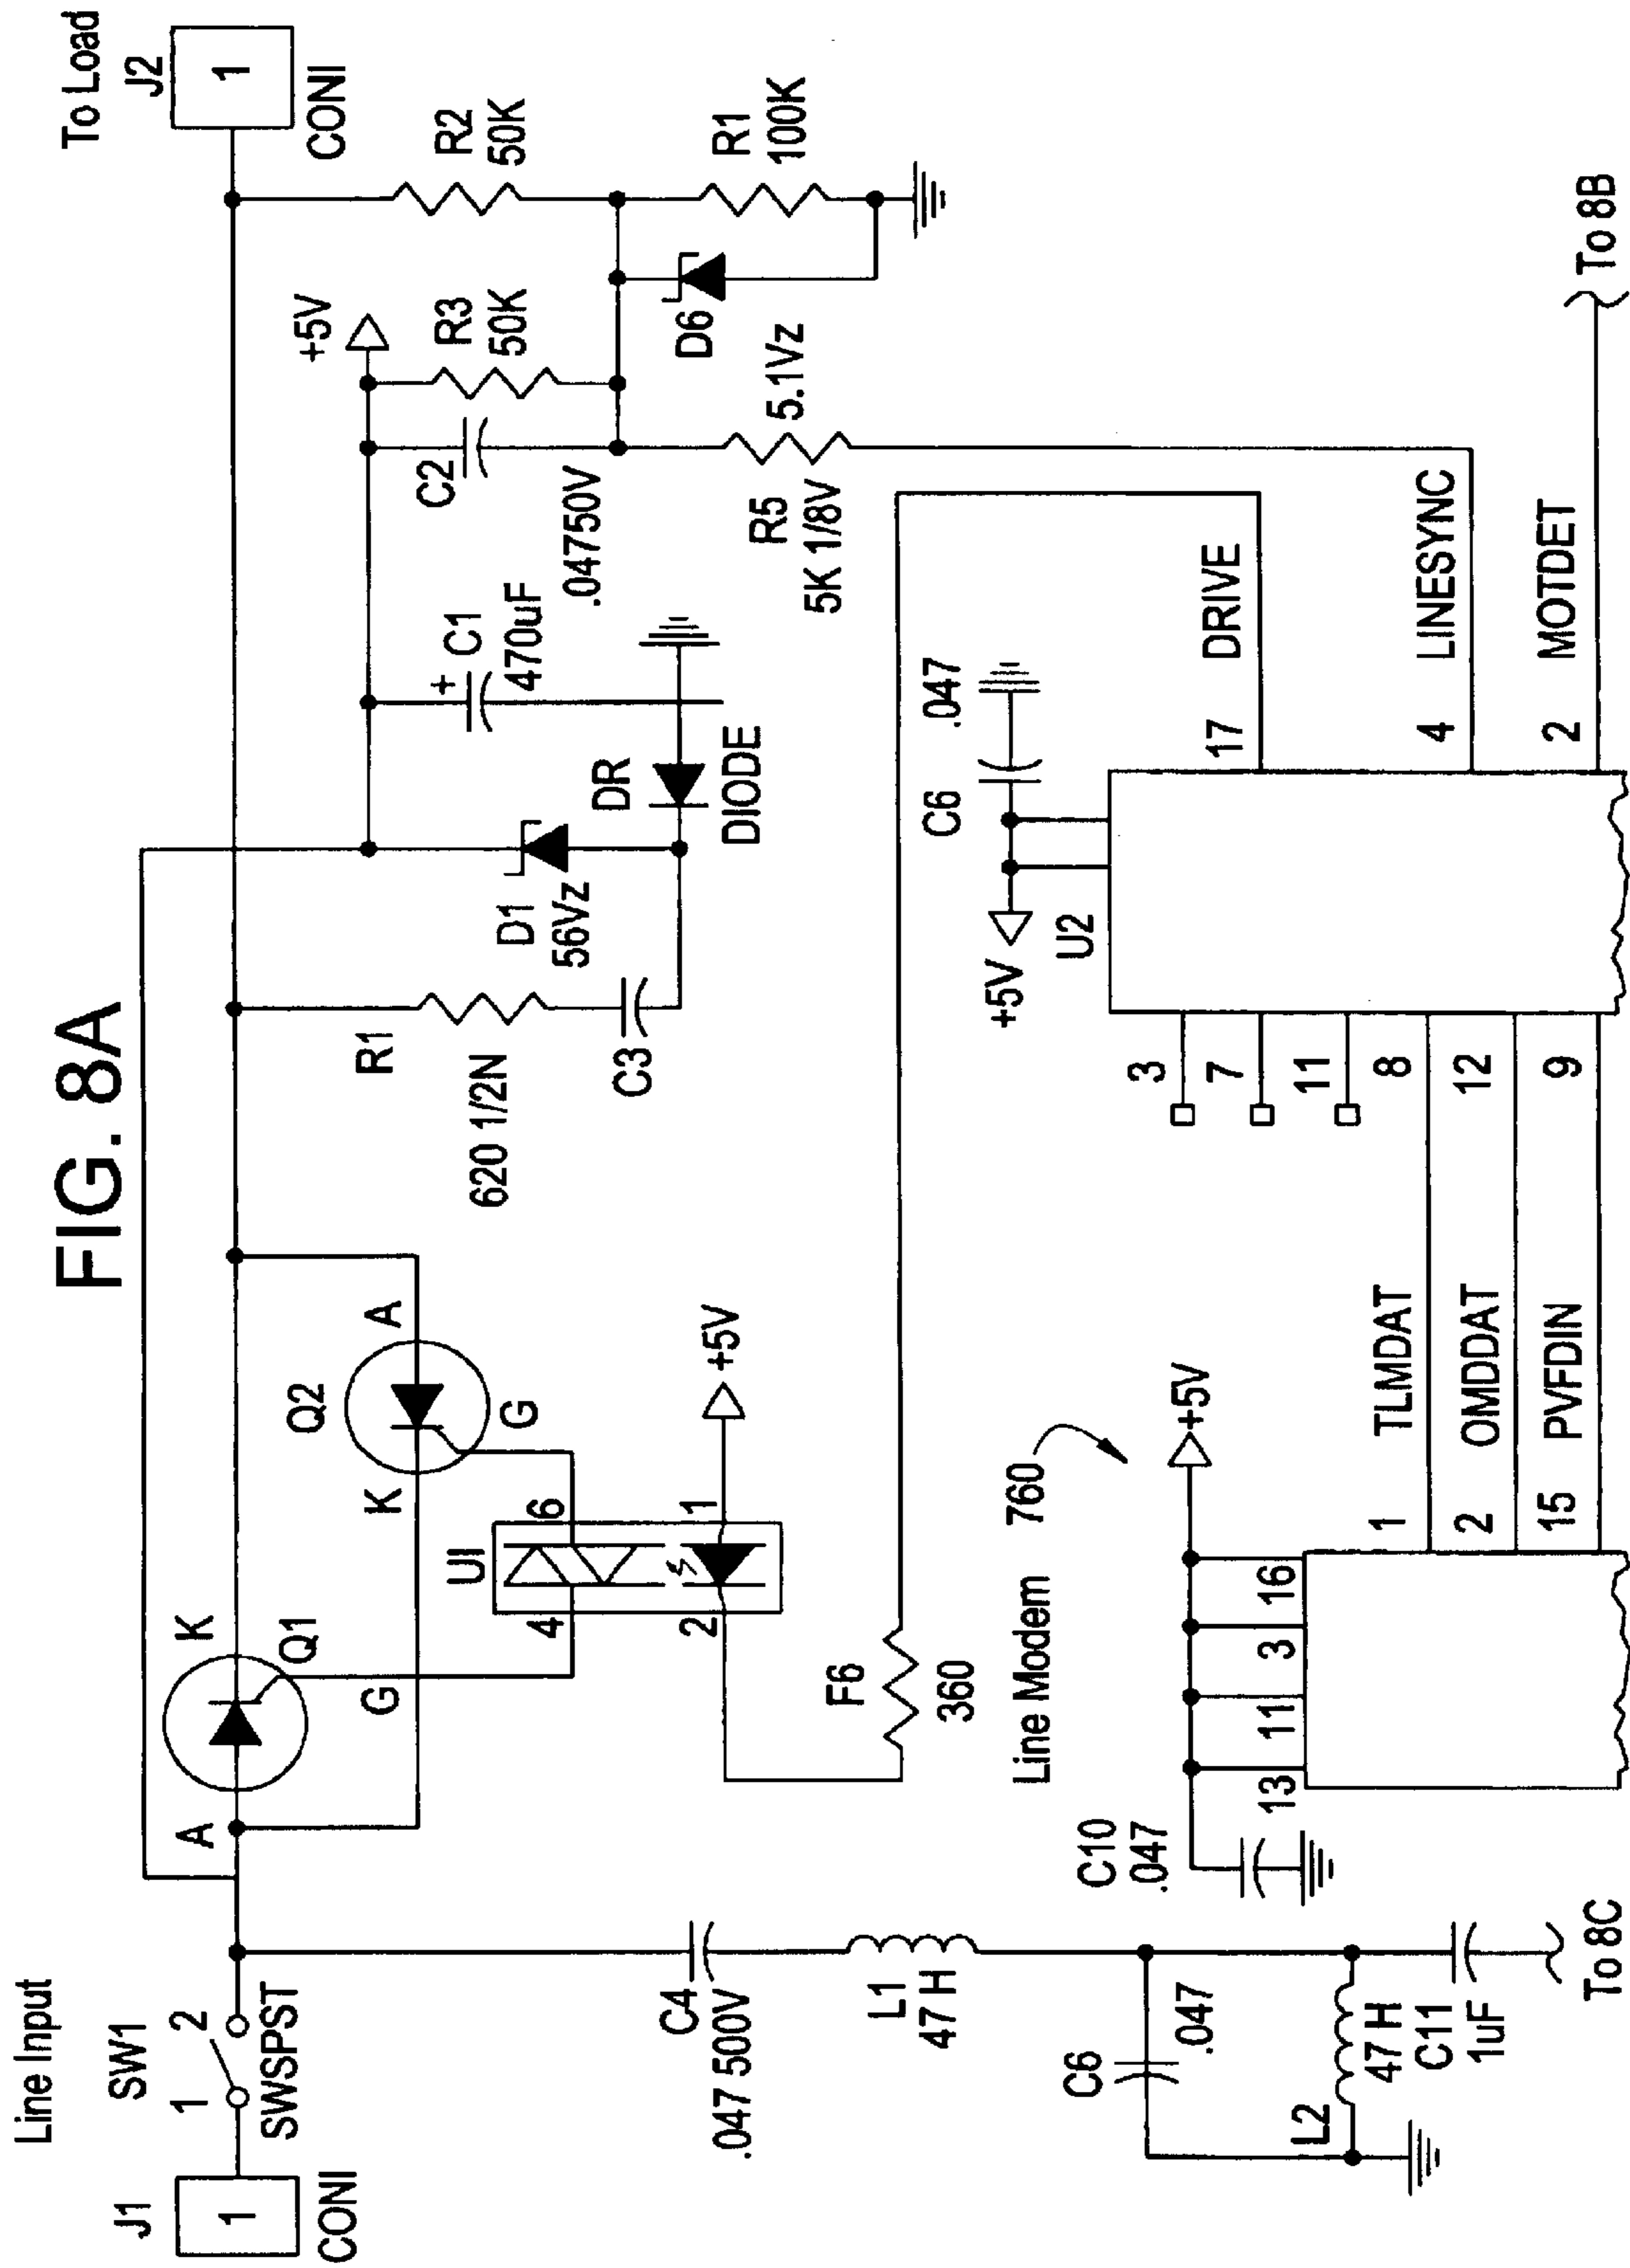 FIG. 8A
Line Input
SW1
1
2
SWSPST
J1
1
CONI
To Load
J2
1
CONI
A
K
Q1
G
Q2
A
K
G
UI
4
6
2
1
+5V
F6
360
R1
620 1/2N
C3
D1
56Vz
DR
DIODE
+
C1
470uF
+5V
C2
.04750V
R3
50K
R2
50K
R1
100K
D6
5.1Vz
R5
5K 1/8V
C4
.047 500V
L1
47 H
C6
.047
L2
47 H
C11
1uF
To 8C
Line Modem
760
+5V
C10
.047
13
11
3
16
1
TLMDAT
8
2
OMDDAT
12
15
PVFDIN
9
3
7
11
+5V
U2
C6
.047
17
DRIVE
4
LINESYNC
2
MOTDET
To 8B